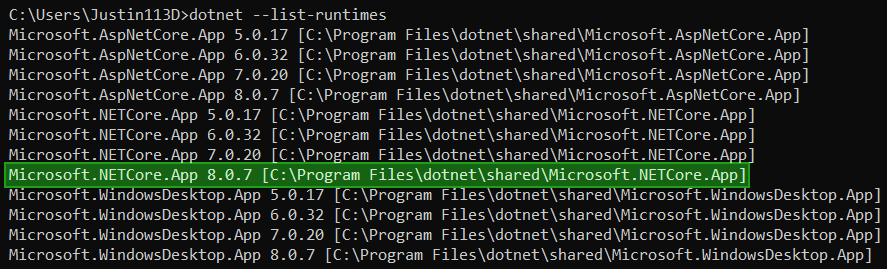 C:\Users\Justin113D>dotnet --list-runtimes
Microsoft.AspNetCore.App 5.0.17 [C:\Program Files\dotnet\shared\Microsoft.AspNetCore.App]
Microsoft.AspNetCore.App 6.0.32 [C:\Program Files\dotnet\shared\Microsoft.AspNetCore.App]
Microsoft.AspNetCore.App 7.0.20 [C:\Program Files\dotnet\shared\Microsoft.AspNetCore.App]
Microsoft.AspNetCore.App 8.0.7 [C:\Program Files\dotnet\shared\Microsoft.AspNetCore.App]
Microsoft.NETCore.App 5.0.17 [C:\Program Files\dotnet\shared\Microsoft.NETCore.App]
Microsoft.NETCore.App 6.0.32 [C:\Program Files\dotnet\shared\Microsoft.NETCore.App]
Microsoft.NETCore.App 7.0.20 [C:\Program Files\dotnet\shared\Microsoft.NETCore.App]
Microsoft.NETCore.App 8.0.7 [C:\Program Files\dotnet\shared\Microsoft.NETCore.App]
Microsoft.WindowsDesktop.App 5.0.17 [C:\Program Files\dotnet\shared\Microsoft.WindowsDesktop.App]
Microsoft.WindowsDesktop.App 6.0.32 [C:\Program Files\dotnet\shared\Microsoft.WindowsDesktop.App]
Microsoft.WindowsDesktop.App 7.0.20 [C:\Program Files\dotnet\shared\Microsoft.WindowsDesktop.App]
Microsoft.WindowsDesktop.App 8.0.7 [C:\Program Files\dotnet\shared\Microsoft.WindowsDesktop.App]